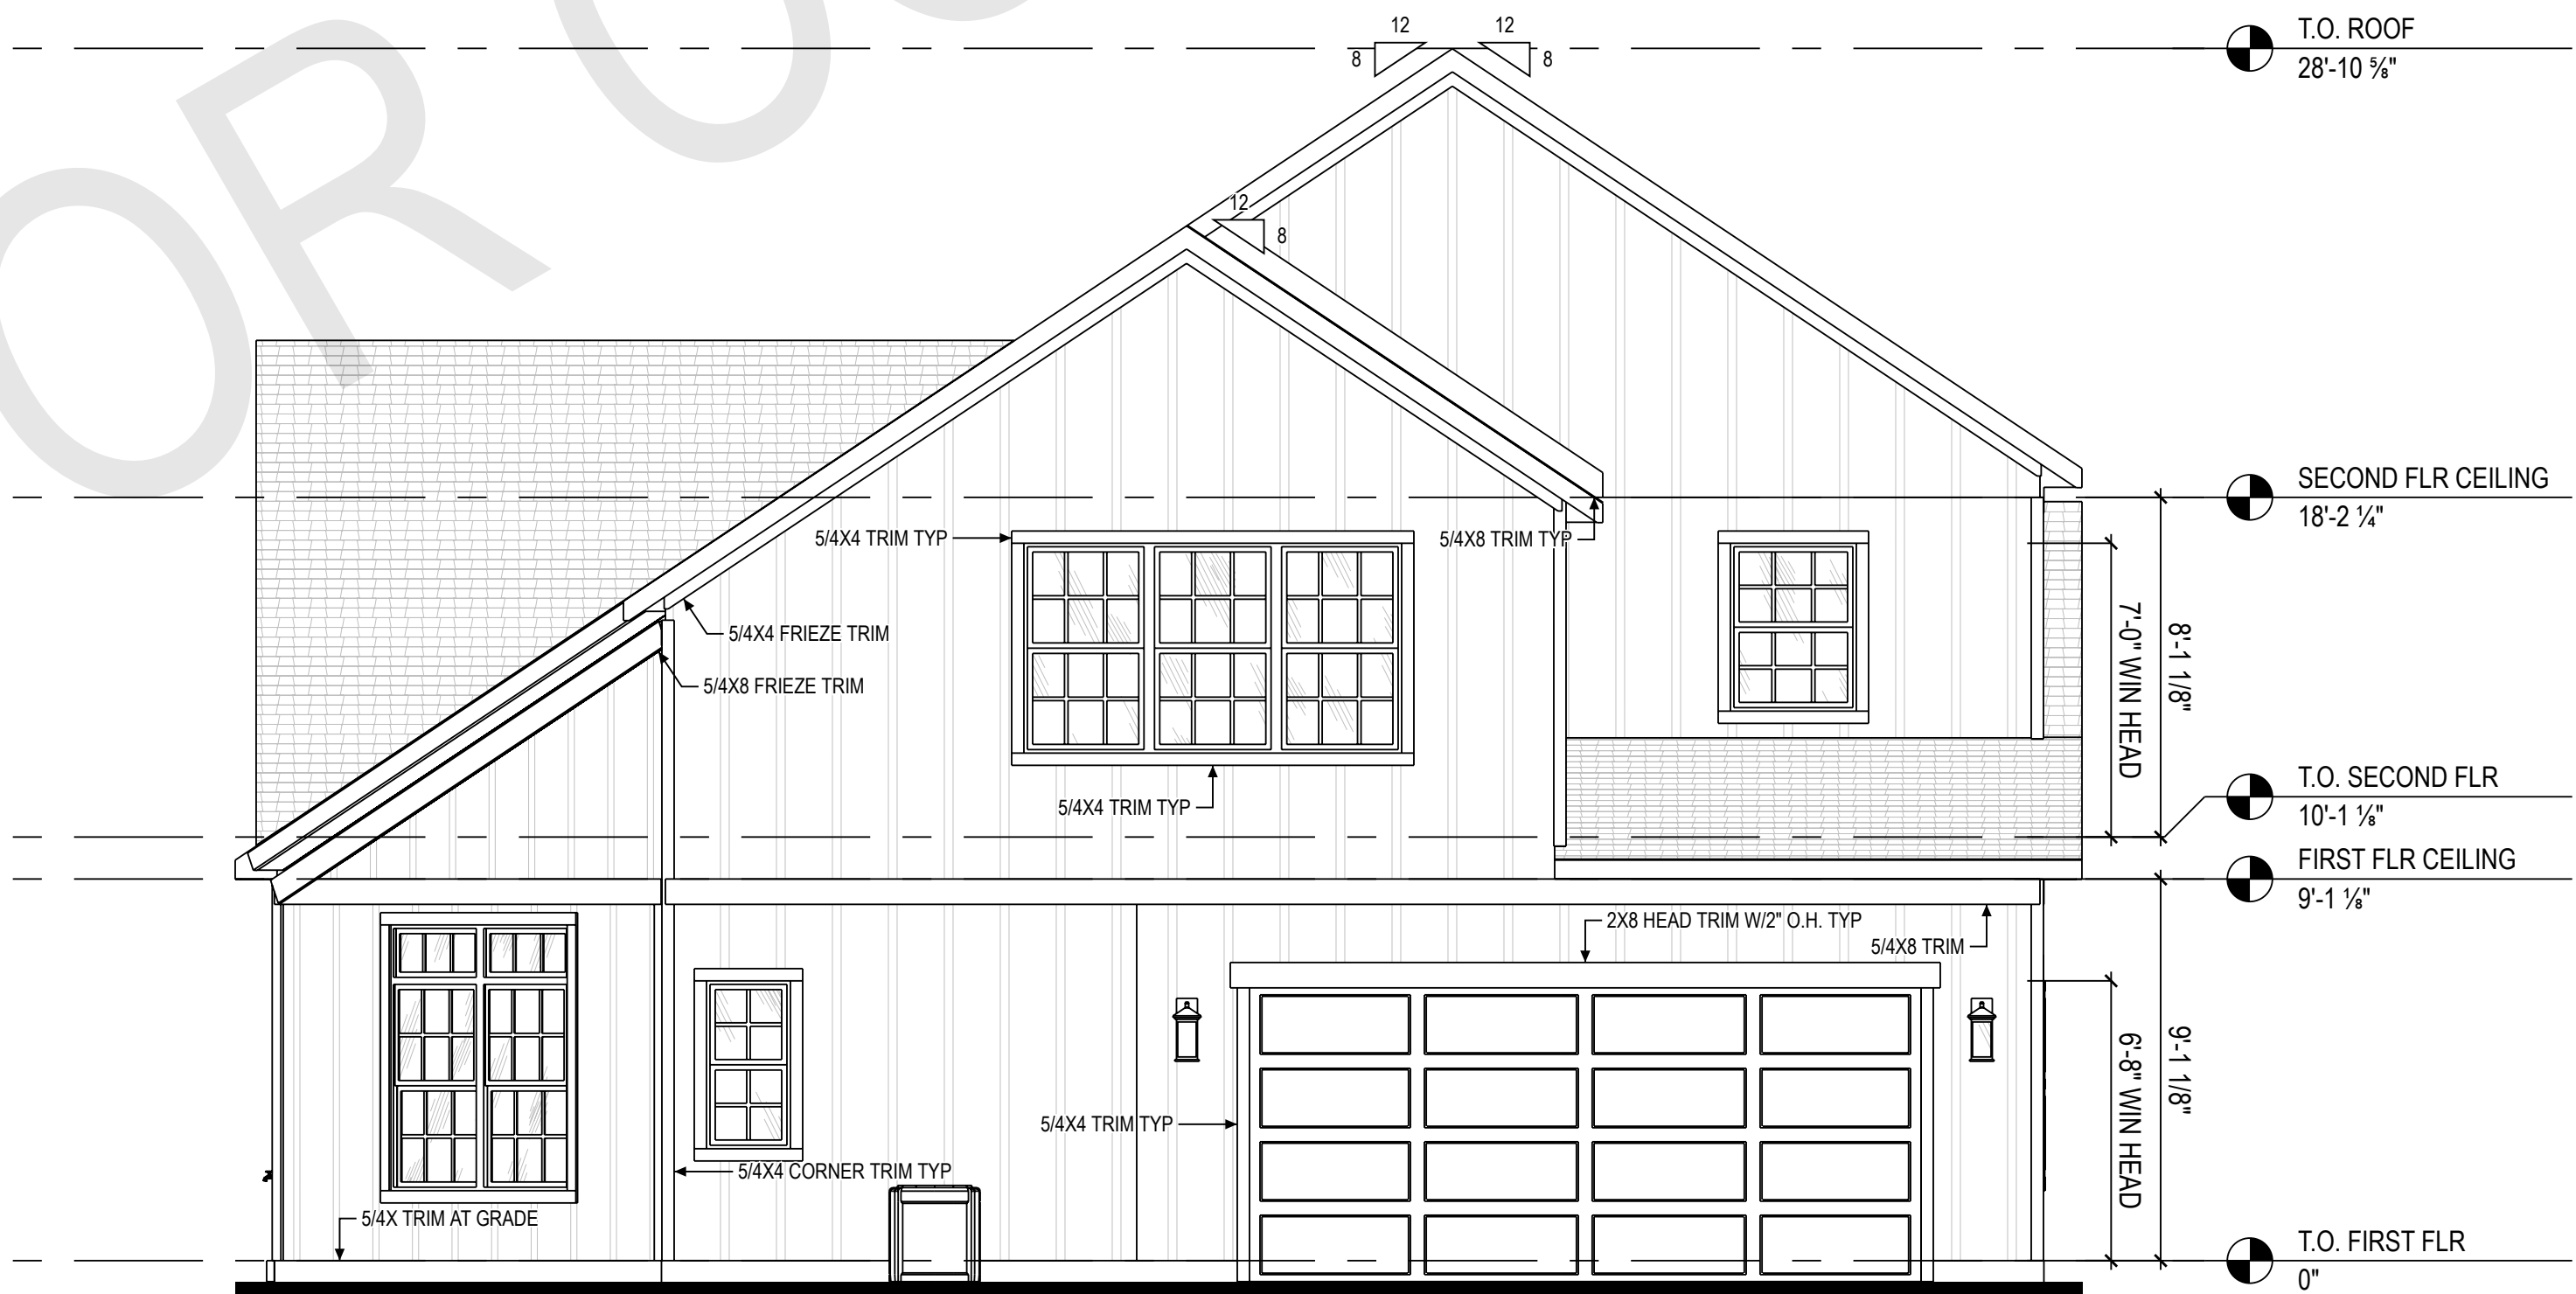 OR US
12
12
8
8
T.O. ROOF
28'-10 ⅝"
12
8
SECOND FLR CEILING
18'-2 ¼"
5/4X4 TRIM TYP
5/4X8 TRIM TYP
7'-0" WIN HEAD
8'-1 1/8"
5/4X4 FRIEZE TRIM
5/4X8 FRIEZE TRIM
5/4X4 TRIM TYP
T.O. SECOND FLR
10'-1 ⅛"
FIRST FLR CEILING
9'-1 ⅛"
2X8 HEAD TRIM W/2" O.H. TYP
5/4X8 TRIM
6'-8" WIN HEAD
9'-1 1/8"
5/4X4 TRIM TYP
5/4X4 CORNER TRIM TYP
5/4X TRIM AT GRADE
T.O. FIRST FLR
0"